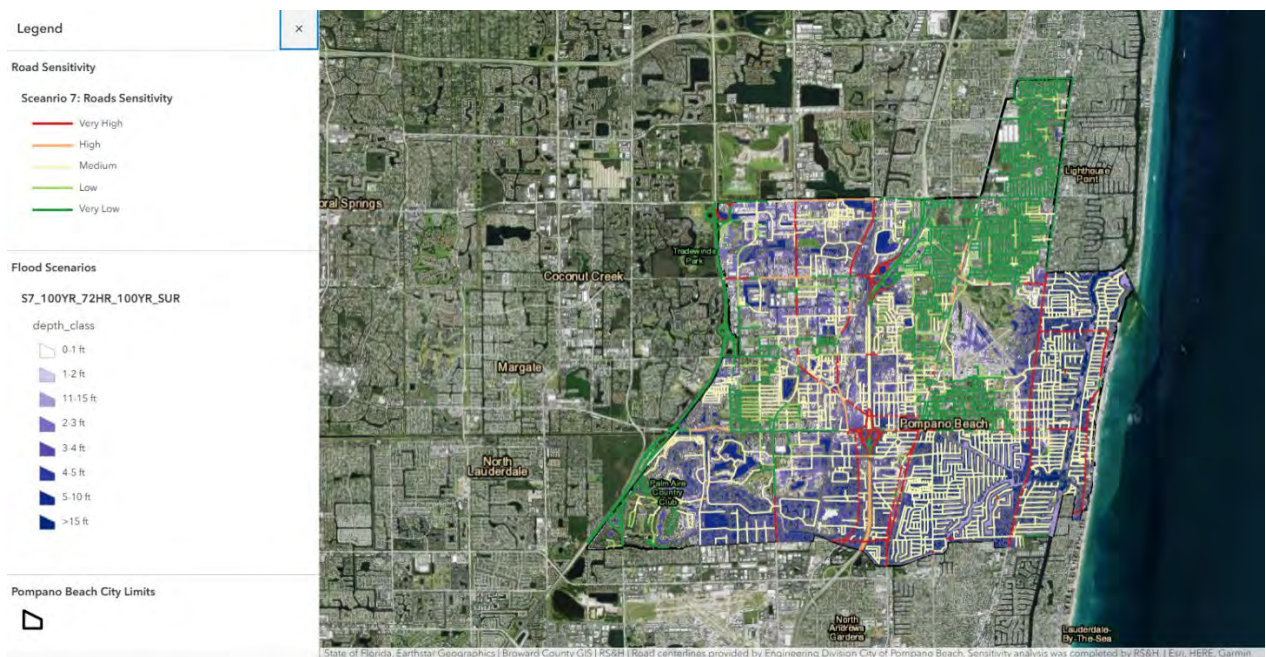 Legend
×
Road Sensitivity
Sceanrio 7: Roads Sensitivity
Very High
High
Medium
Low
Very Low
Flood Scenarios
S7_100YR_72HR_100YR_SUR
depth_class
0-1 ft
1-2 ft
11-15 ft
2-3 ft
3-4 ft
4-5 ft
5-10 ft
>15 ft
Pompano Beach City Limits
Lighthouse
Point
oral Springs
Tradewinds
Park
Coconut Creek
Margate
Pompano Beach
North
Lauderdale
Palm Aire
Country
Club
North
Andrews
Gardens
Lauderdale-
By-The-Sea
State of Florida, Earthstar Geographics | Broward County GIS | RS&H | Road centerlines provided by Engineering Division City of Pompano Beach. Sensitivity analysis was completed by RS&H. | Esri, HERE, Garmin